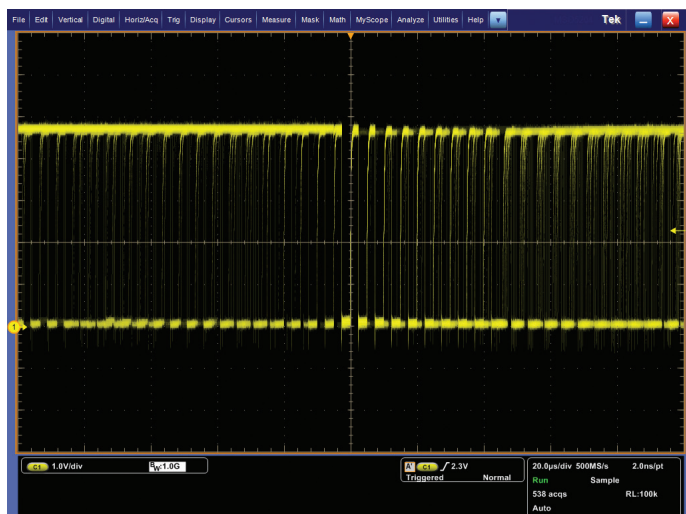 File Edit Vertical Digital Horiz/Acq Trig Display Cursors Measure Mask Math MyScope Analyze Utilities Help Tek X
1
C1 1.0V/div BW:1.0G
A' C1 2.3V
Triggered Normal
20.0µs/div 500MS/s 2.0ns/pt
Run Sample
538 acqs RL:100k
Auto